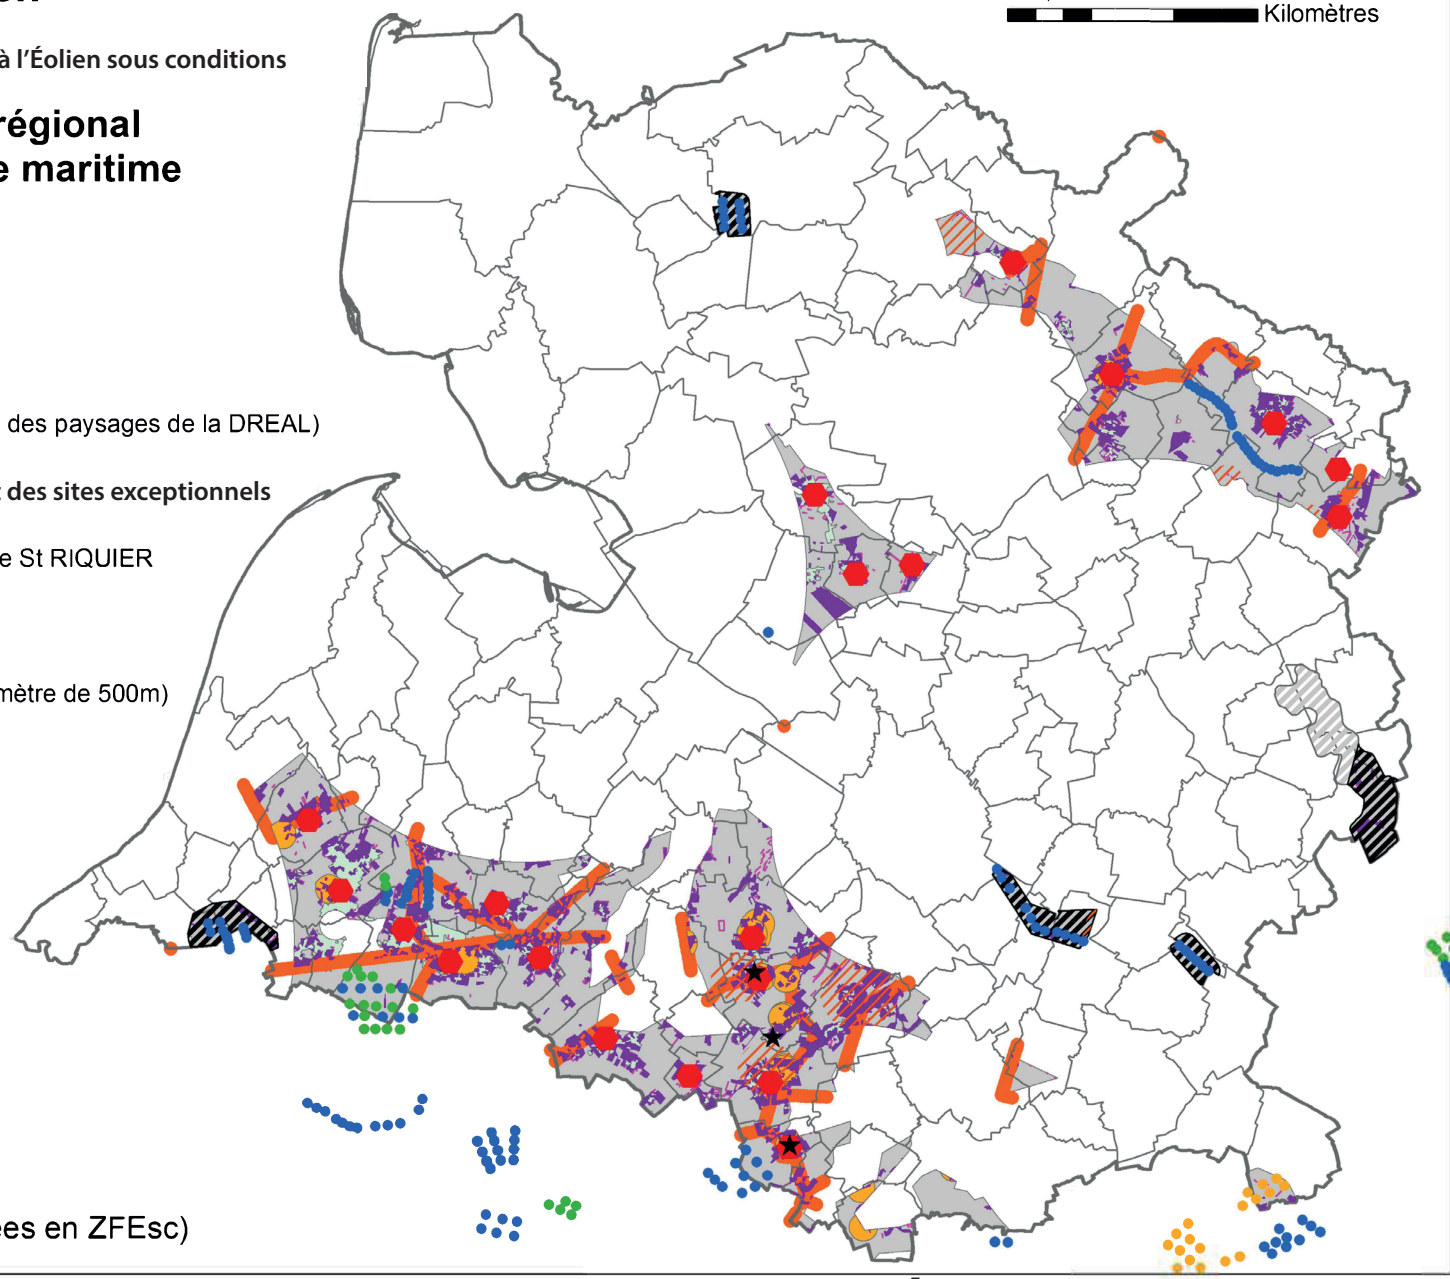 Kilomètres
à l'Éolien sous conditions
régional
e maritime
des paysages de la DREAL)
des sites exceptionnels
e St RIQUIER
mètre de 500m)
ées en ZFEsc)